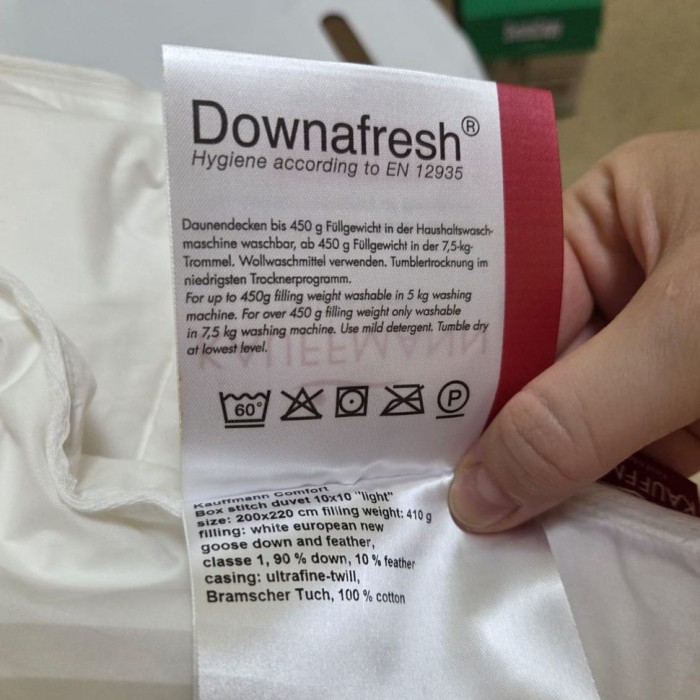 Downafresh®
Hygiene according to EN 12935
Daunendecken bis 450 g Füllgewicht in der Haushaltswasch-
maschine waschbar, ab 450 g Füllgewicht in der 7,5-kg-
Trommel. Wollwaschmittel verwenden. Tumblertrocknung im
niedrigsten Trocknerprogramm.
For up to 450g filling weight washable in 5 kg washing
machine. For over 450 g filling weight only washable
in 7,5 kg washing machine. Use mild detergent. Tumble dry
at lowest level.
60° P
Kauffmann Comfort
Box stitch duvet 10x10 "light"
size: 200x220 cm filling weight: 410 g
filling: white european new
goose down and feather,
classe 1, 90 % down, 10 % feather
casing: ultrafine-twill,
Bramscher Tuch, 100 % cotton
KAUFFM